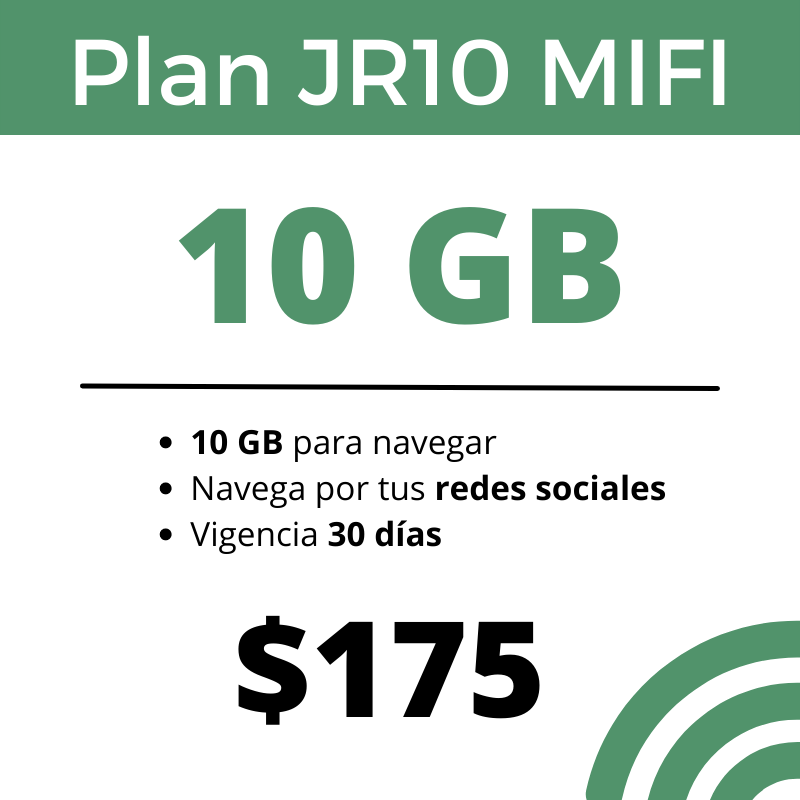 Plan JR10 MIFI
10 GB
• 10 GB para navegar
• Navega por tus redes sociales
• Vigencia 30 días
$175